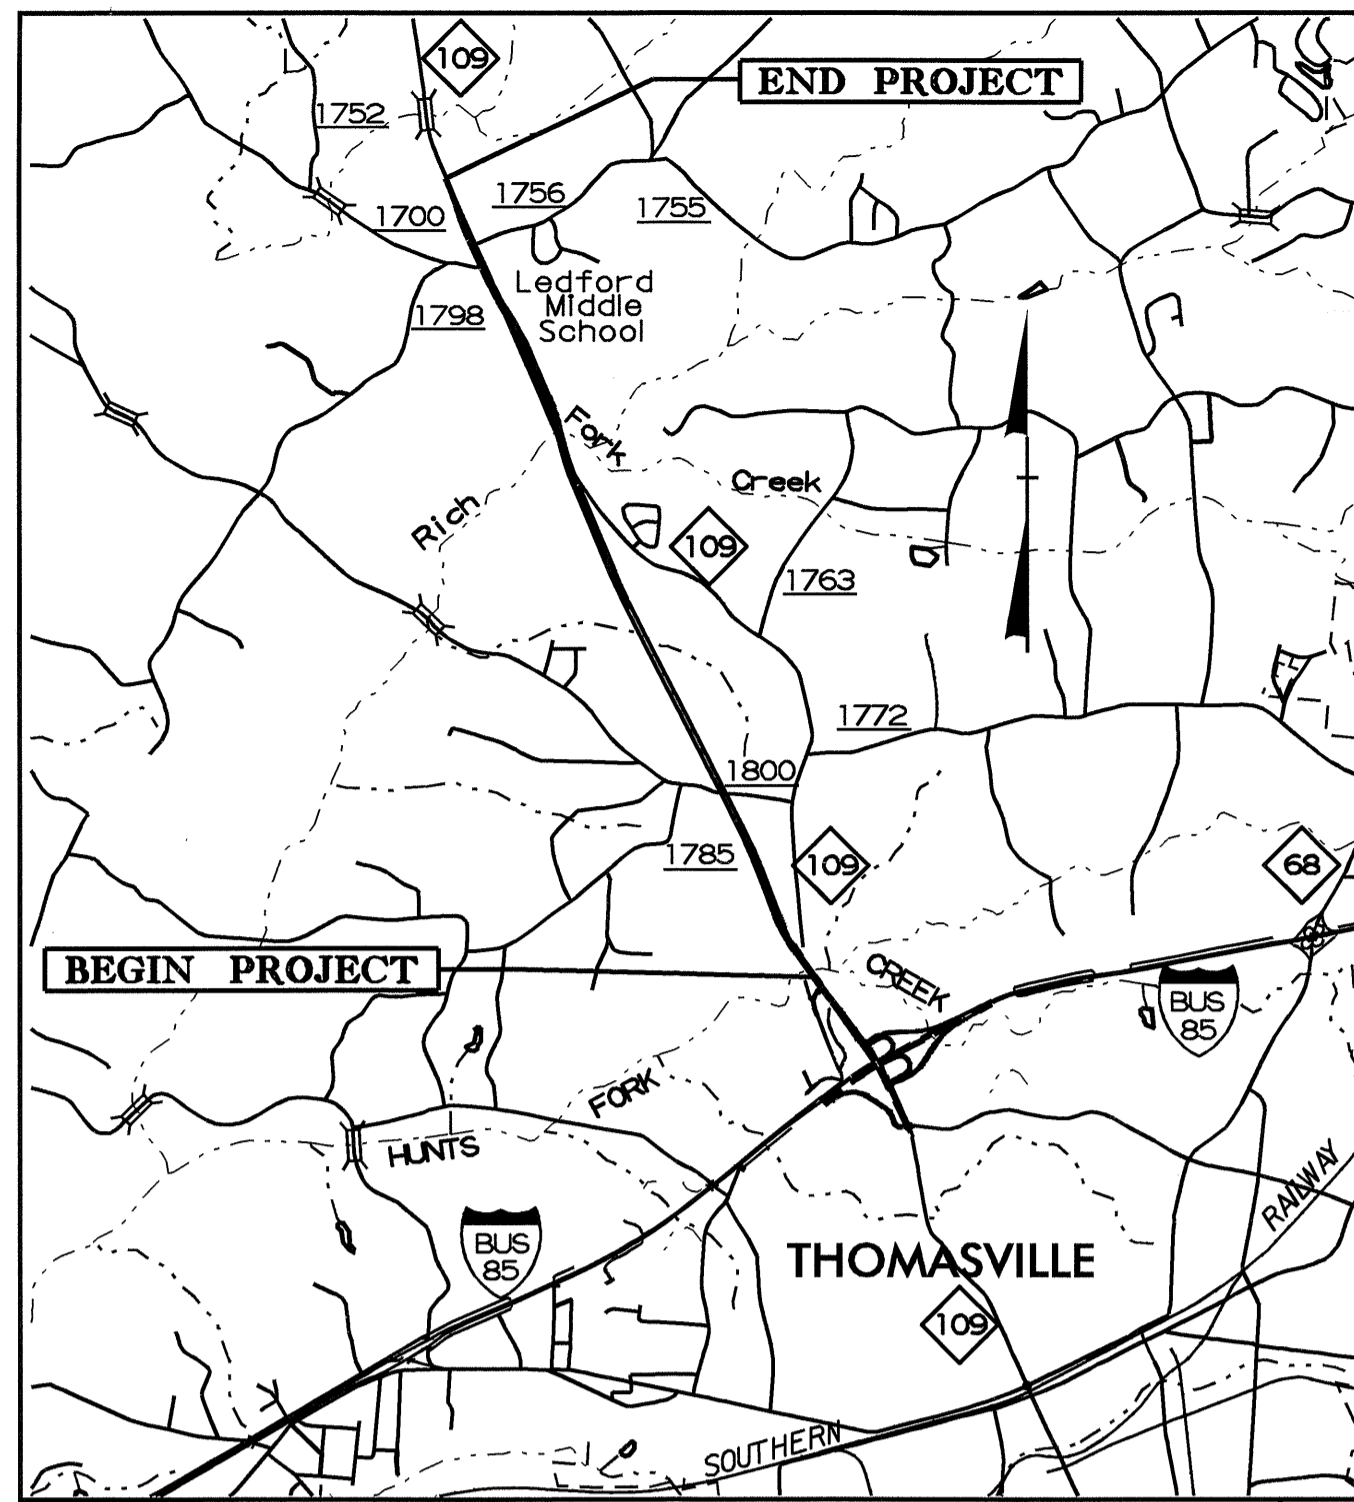 109
END PROJECT
1752
1756
1700
1755
Ledford
Middle
School
1798
Fork
Creek
Rich
109
1763
1772
1800
1785
109
68
BEGIN PROJECT
CREEK
BUS
85
FORK
HUNTS
RAILWAY
BUS
85
THOMASVILLE
109
SOUTHERN